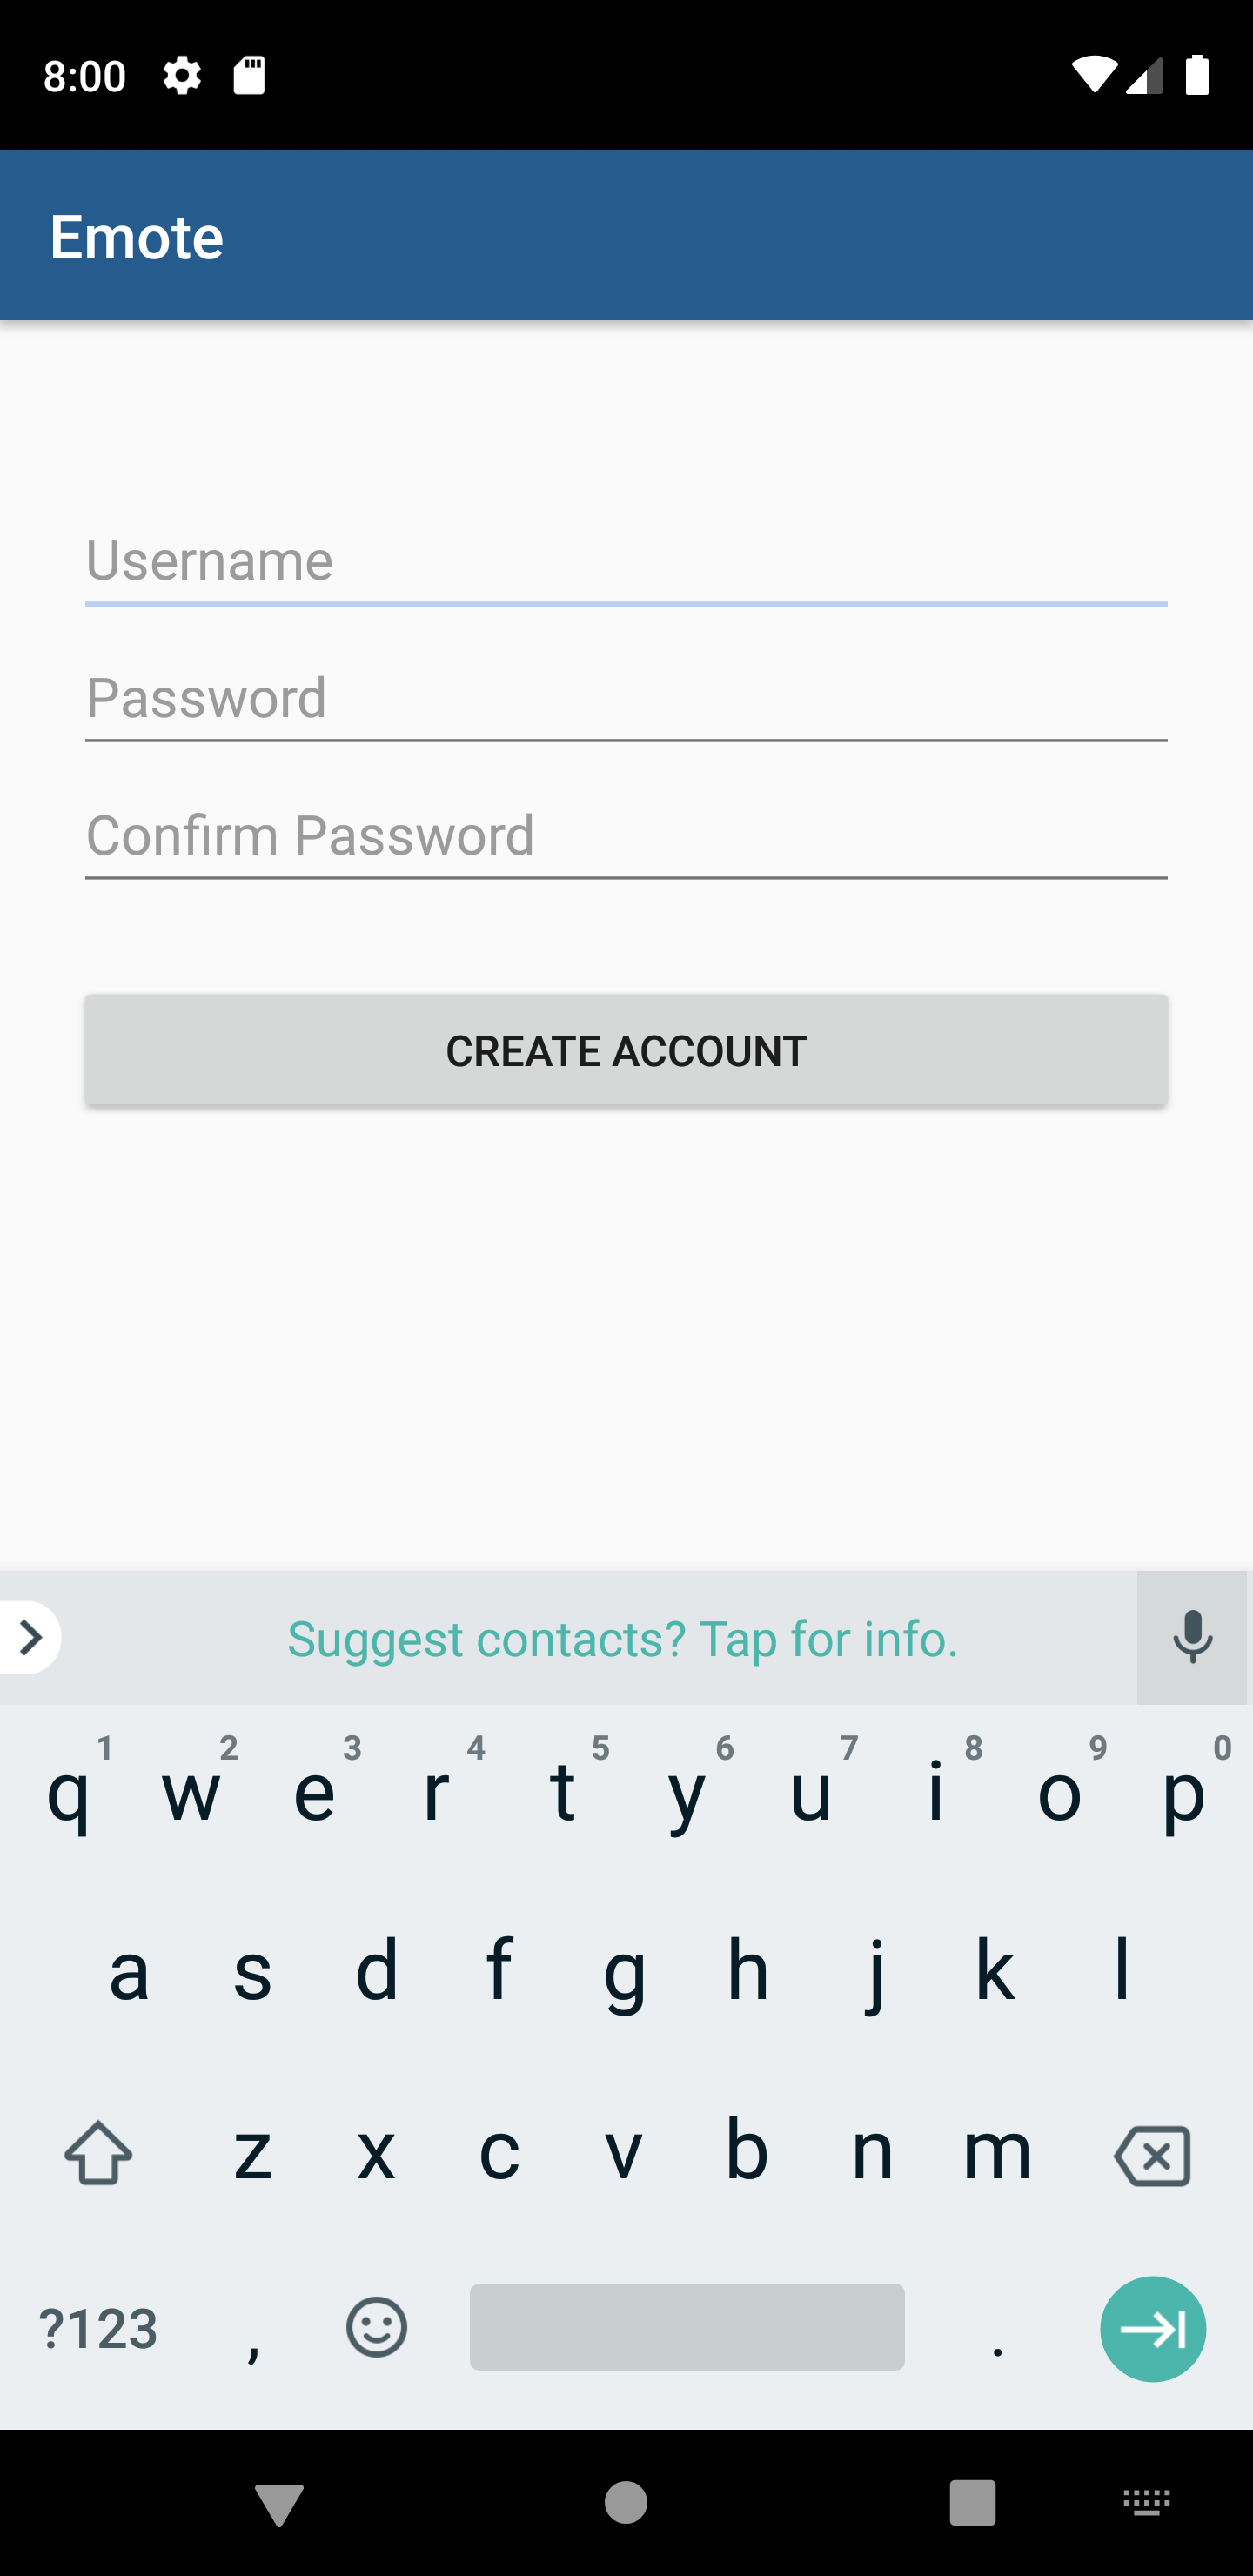 8:00
Emote
Username
Password
Confirm Password
CREATE ACCOUNT
Suggest contacts? Tap for info.
1 2 3 4 5 6 7 8 9 0
q w e r t y u i o p
a s d f g h j k l
z x c v b n m
?123 , .